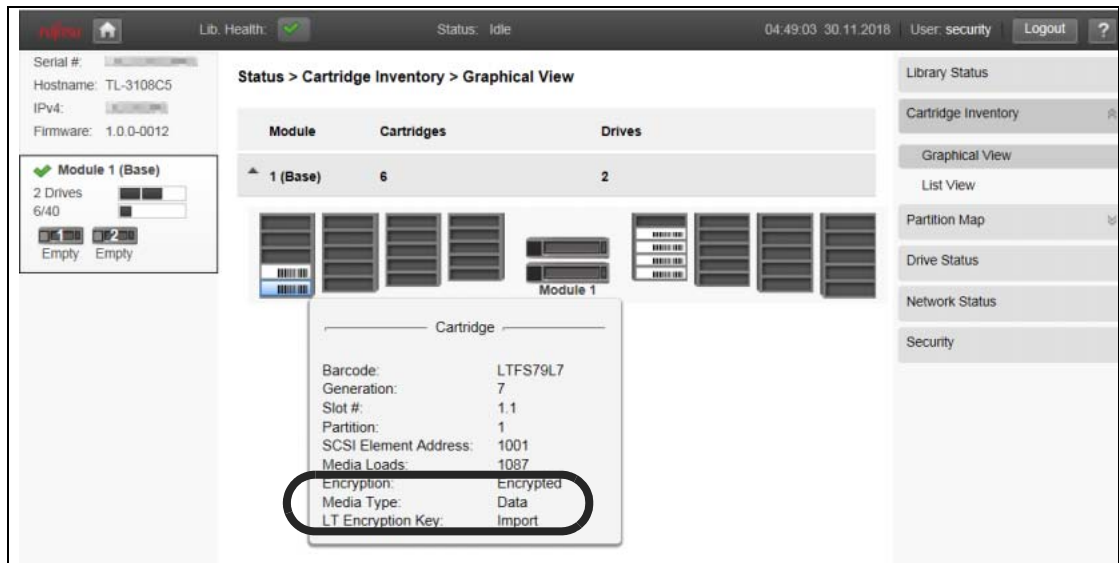 Lib. Health: Status: Idle 04:49:03 30.11.2018 User: security Logout ?
Serial #:
Hostname: TL-3108C5
IPv4:
Firmware: 1.0.0-0012
Module 1 (Base)
2 Drives
6/40
1 2
Empty Empty
Status > Cartridge Inventory > Graphical View
Module Cartridges Drives
1 (Base) 6 2
Module 1
Cartridge
Barcode: LTFS79L7
Generation: 7
Slot #: 1.1
Partition: 1
SCSI Element Address: 1001
Media Loads: 1087
Encryption: Encrypted
Media Type: Data
LT Encryption Key: Import
Library Status
Cartridge Inventory
Graphical View
List View
Partition Map
Drive Status
Network Status
Security